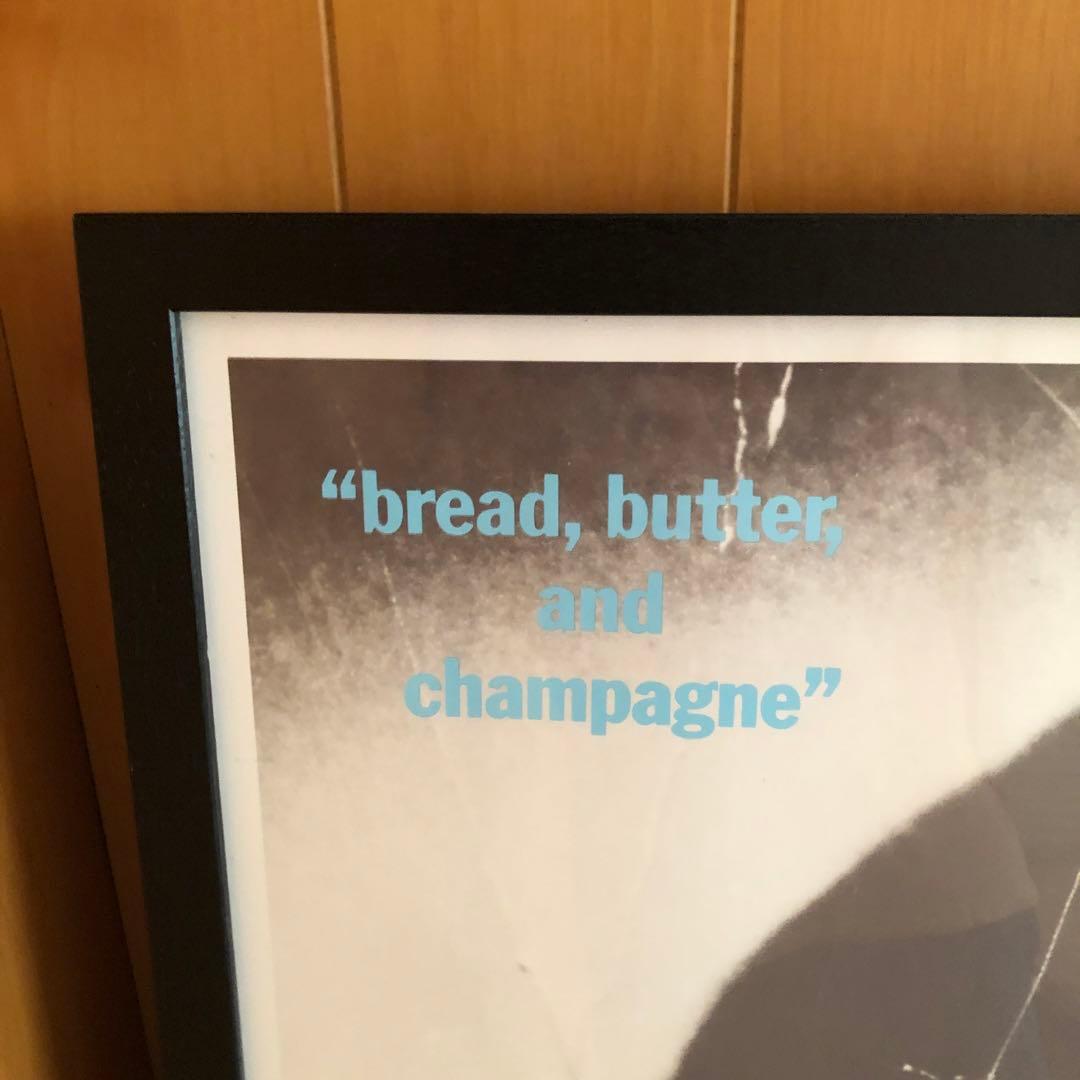 “bread, butter,
and
champagne”